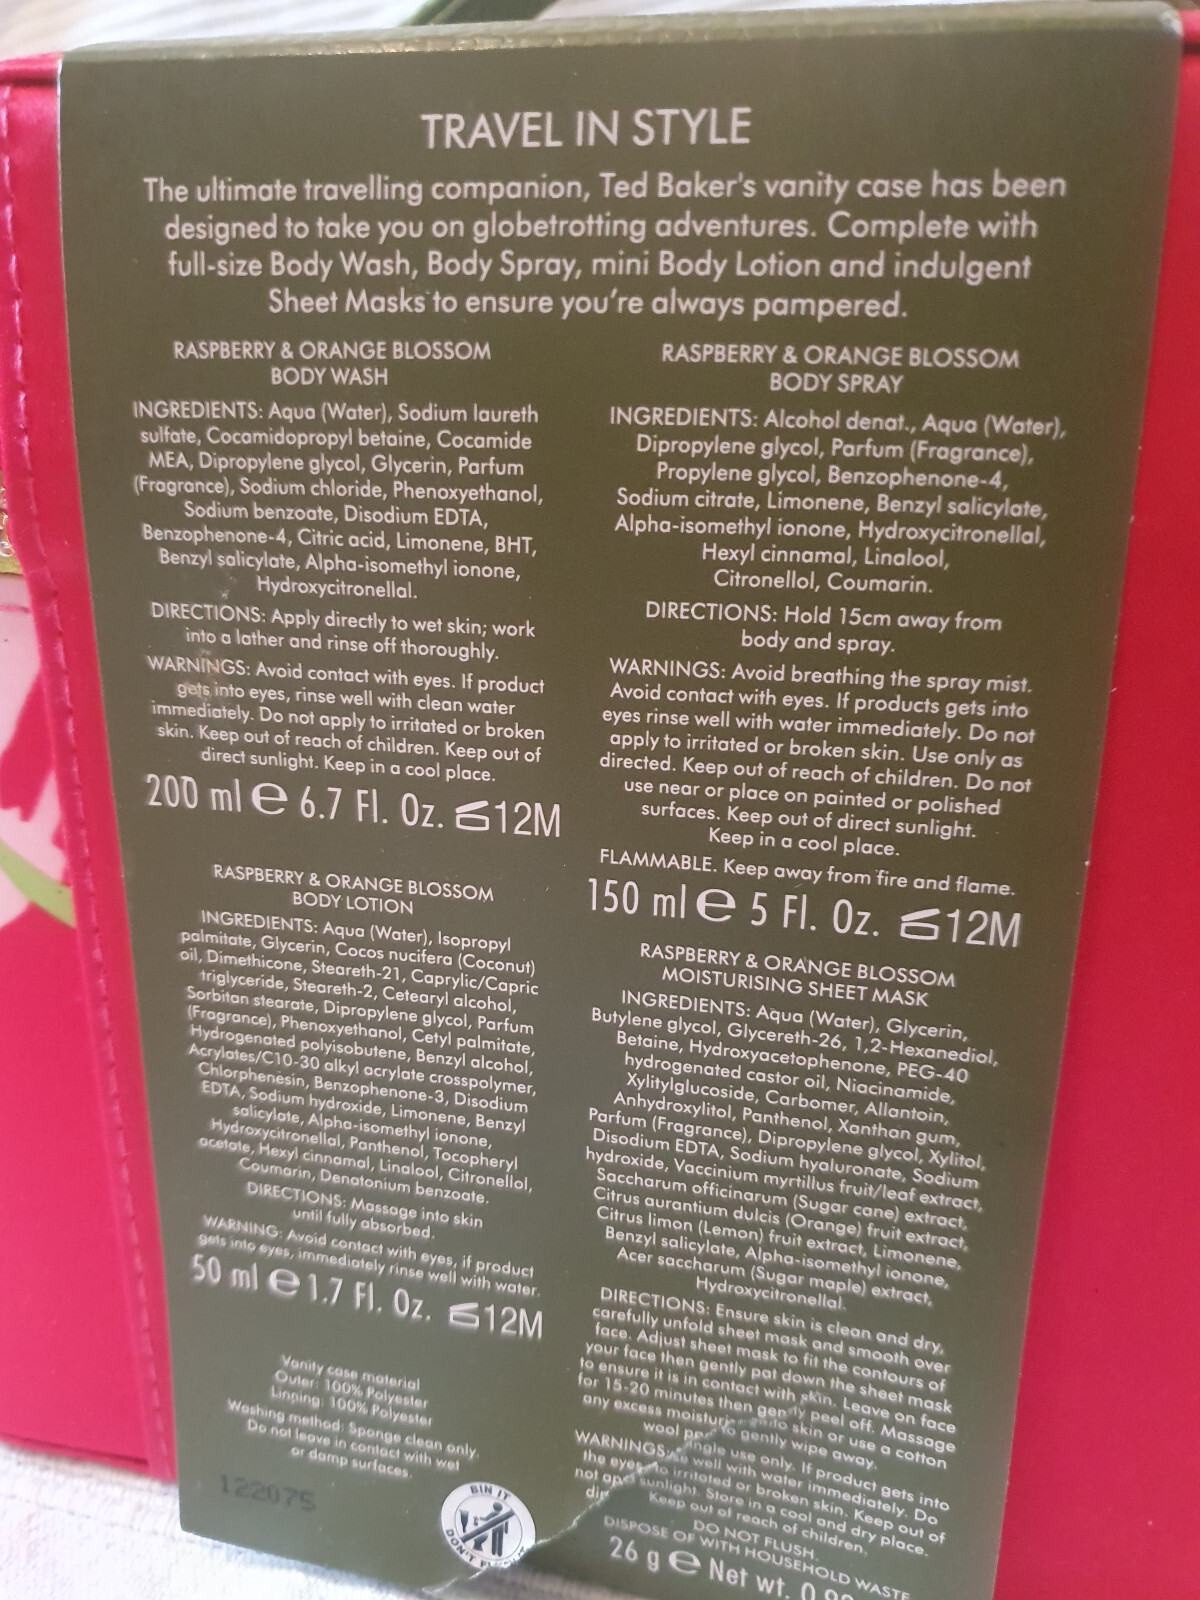 TRAVEL IN STYLE
The ultimate travelling companion, Ted Baker's vanity case has been
designed to take you on globetrotting adventures. Complete with
full-size Body Wash, Body Spray, mini Body Lotion and indulgent
Sheet Masks to ensure you're always pampered.
RASPBERRY & ORANGE BLOSSOM
BODY WASH
INGREDIENTS: Aqua (Water), Sodium laureth
sulfate, Cocamidopropyl betaine, Cocamide
MEA, Dipropylene glycol, Glycerin, Parfum
(Fragrance), Sodium chloride, Phenoxyethanol,
Sodium benzoate, Disodium EDTA,
Benzophenone-4, Citric acid, Limonene, BHT,
Benzyl salicylate, Alpha-isomethyl ionone,
Hydroxycitronellal.
DIRECTIONS: Apply directly to wet skin; work
into a lather and rinse off thoroughly.
WARNINGS: Avoid contact with eyes. If product
gets into eyes, rinse well with clean water
immediately. Do not apply to irritated or broken
skin. Keep out of reach of children. Keep out of
direct sunlight. Keep in a cool place.
200 ml e 6.7 Fl. Oz. 12M
RASPBERRY & ORANGE BLOSSOM
BODY LOTION
INGREDIENTS: Aqua (Water), Isopropyl
palmitate, Glycerin, Cocos nucifera (Coconut)
oil, Dimethicone, Steareth-21, Caprylic/Capric
triglyceride, Steareth-2, Cetearyl alcohol,
Sorbitan stearate, Dipropylene glycol, Parfum
(Fragrance), Phenoxyethanol, Cetyl palmitate,
Hydrogenated polyisobutene, Benzyl alcohol,
Acrylates/C10-30 alkyl acrylate crosspolymer,
Chlorphenesin, Benzophenone-3, Disodium
EDTA, Sodium hydroxide, Limonene, Benzyl
salicylate, Alpha-isomethyl ionone,
Hydroxycitronellal, Panthenol, Tocopheryl
acetate, Hexyl cinnamal, Linalool, Citronellol,
Coumarin, Denatonium benzoate.
DIRECTIONS: Massage into skin
until fully absorbed.
WARNING: Avoid contact with eyes, if product
gets into eyes, immediately rinse well with water.
50 ml e 1.7 Fl. Oz. 12M
Vanity case material
Outer: 100% Polyester
Linning: 100% Polyester
Washing method: Sponge clean only.
Do not leave in contact with wet
or damp surfaces.
122075
BIN IT
RASPBERRY & ORANGE BLOSSOM
BODY SPRAY
INGREDIENTS: Alcohol denat., Aqua (Water),
Dipropylene glycol, Parfum (Fragrance),
Propylene glycol, Benzophenone-4,
Sodium citrate, Limonene, Benzyl salicylate,
Alpha-isomethyl ionone, Hydroxycitronellal,
Hexyl cinnamal, Linalool,
Citronellol, Coumarin.
DIRECTIONS: Hold 15cm away from
body and spray.
WARNINGS: Avoid breathing the spray mist.
Avoid contact with eyes. If products gets into
eyes rinse well with water immediately. Do not
apply to irritated or broken skin. Use only as
directed. Keep out of reach of children. Do not
use near or place on painted or polished
surfaces. Keep out of direct sunlight.
Keep in a cool place.
FLAMMABLE. Keep away from fire and flame.
150 ml e 5 Fl. Oz. 12M
RASPBERRY & ORANGE BLOSSOM
MOISTURISING SHEET MASK
INGREDIENTS: Aqua (Water), Glycerin,
Butylene glycol, Glycereth-26, 1,2-Hexanediol,
Betaine, Hydroxyacetophenone, PEG-40
hydrogenated castor oil, Niacinamide,
Xylitylglucoside, Carbomer, Allantoin,
Anhydroxylitol, Panthenol, Xanthan gum,
Parfum (Fragrance), Dipropylene glycol, Xylitol,
Disodium EDTA, Sodium hyaluronate, Sodium
hydroxide, Vaccinium myrtillus fruit/leaf extract,
Saccharum officinarum (Sugar cane) extract,
Citrus aurantium dulcis (Orange) fruit extract,
Citrus limon (Lemon) fruit extract, Limonene,
Benzyl salicylate, Alpha-isomethyl ionone,
Acer saccharum (Sugar maple) extract,
Hydroxycitronellal.
DIRECTIONS: Ensure skin is clean and dry,
carefully unfold sheet mask and smooth over
face. Adjust sheet mask to fit the contours of
your face then gently pat down the sheet mask
to ensure it is in contact with skin. Leave on face
for 15-20 minutes then gently peel off. Massage
any excess skin or use a cotton
wool to gently wipe away.
WARNINGS: use only. If product gets into
the eyes well with water immediately. Do
not to irritated or broken skin. Keep out of
sunlight. Store in a cool and dry place.
Keep out of reach of children.
DO NOT FLUSH.
DISPOSE OF WITH HOUSEHOLD WASTE
26 g e Net wt.